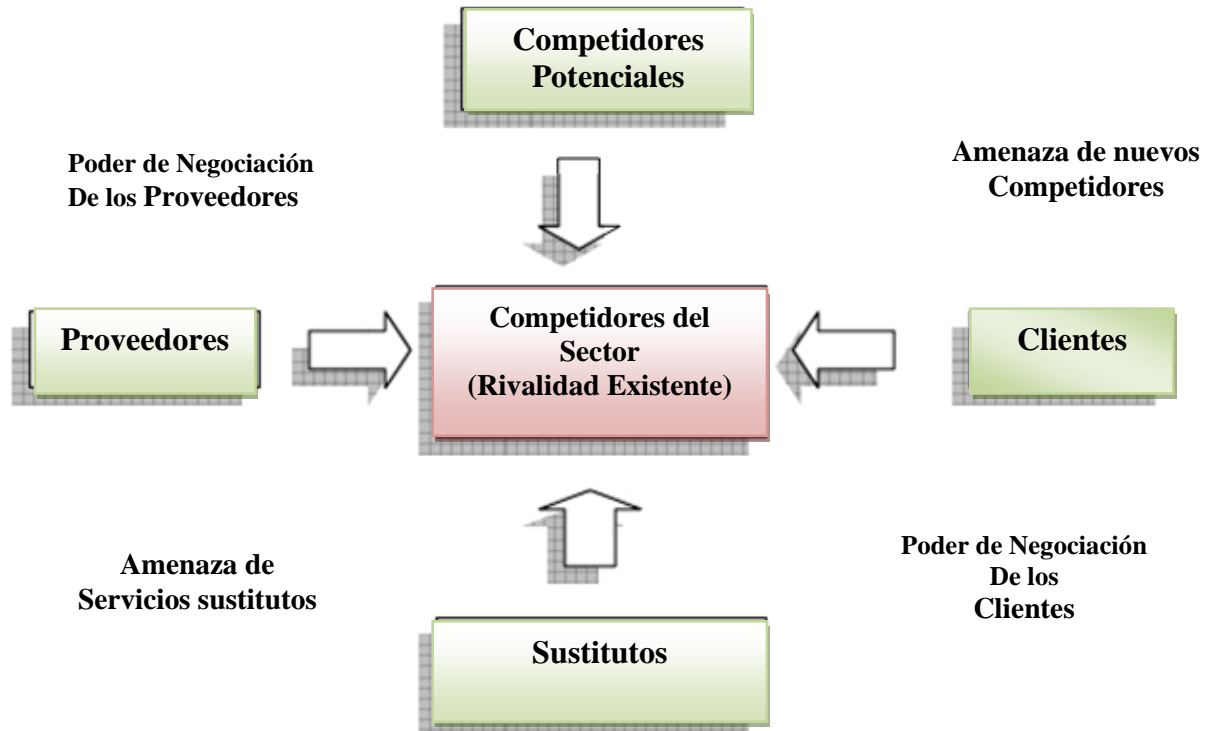 Competidores
Potenciales
Poder de Negociación
De los Proveedores
Amenaza de nuevos
Competidores
Proveedores
Competidores del
Sector
(Rivalidad Existente)
Clientes
Amenaza de
Servicios sustitutos
Poder de Negociación
De los
Clientes
Sustitutos